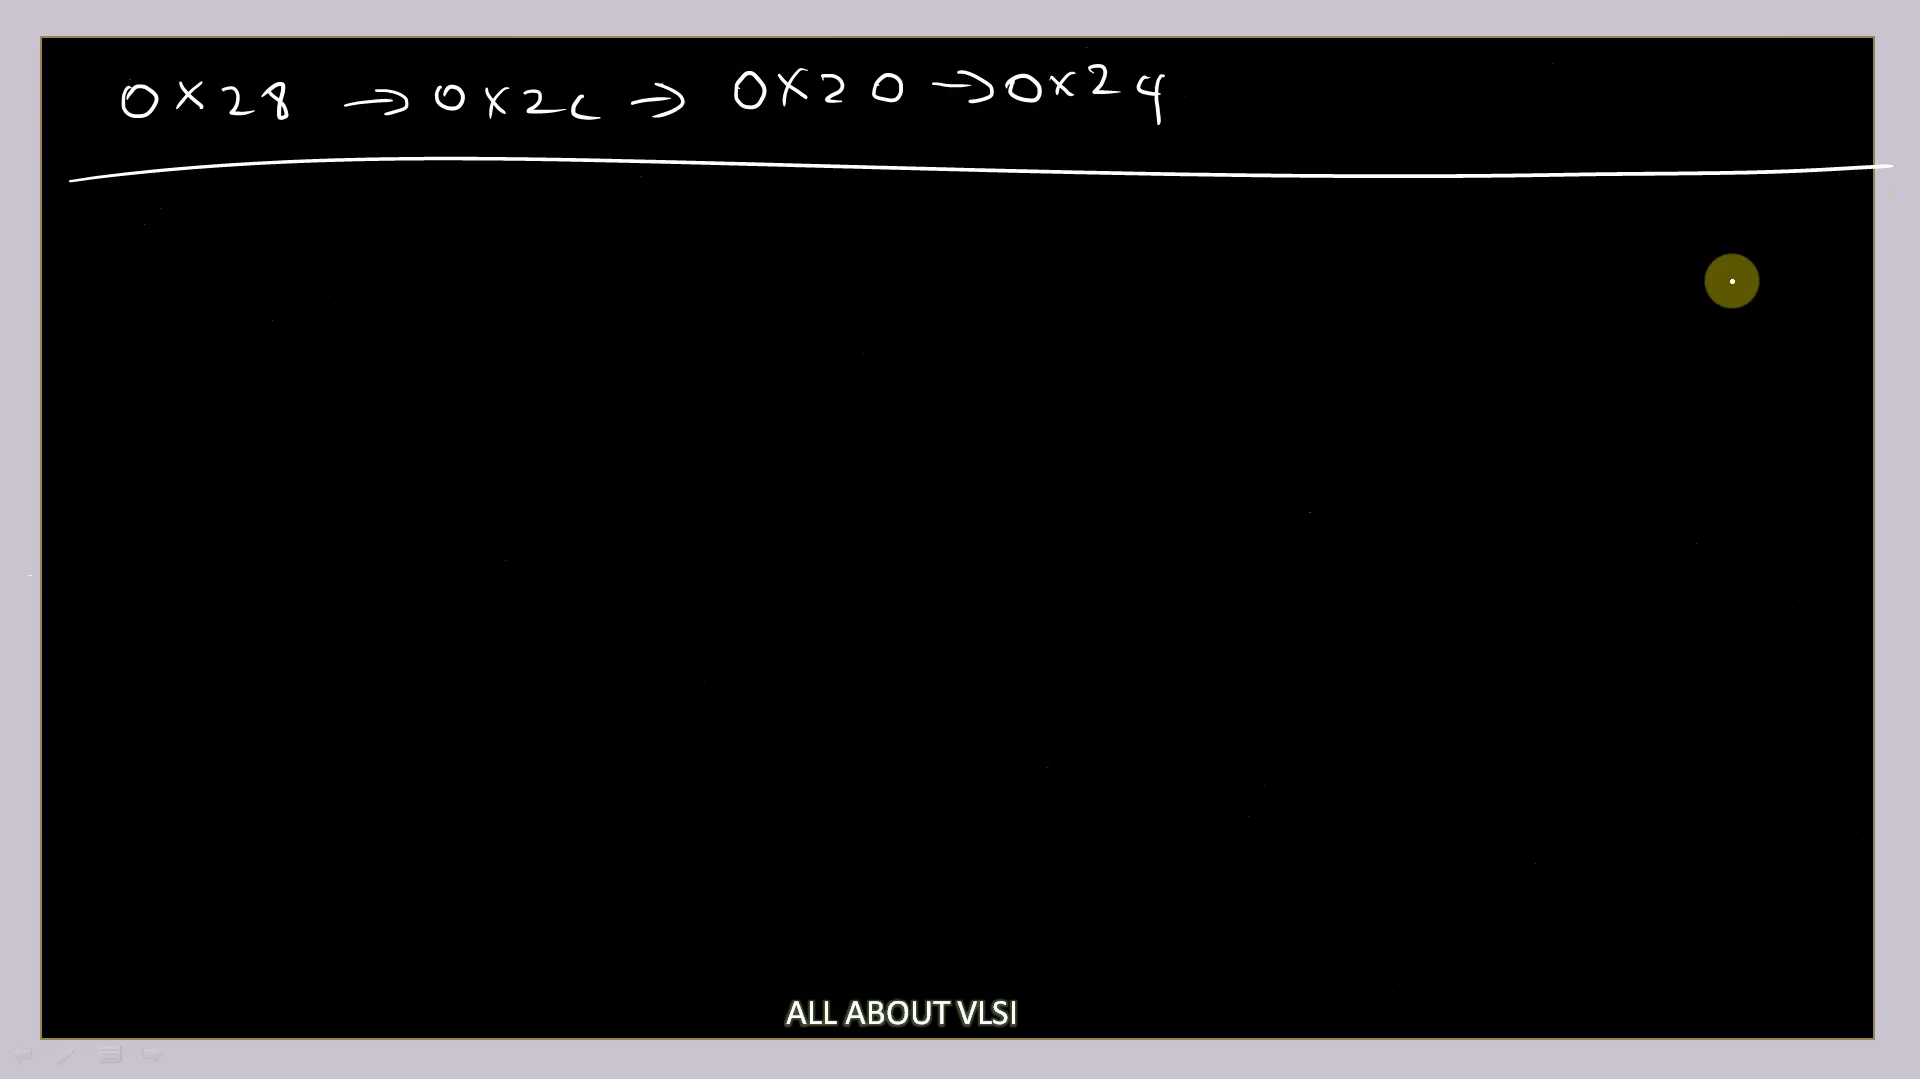 0x28 → 0x2c → 0x20 → 0x24
ALL ABOUT VLSI